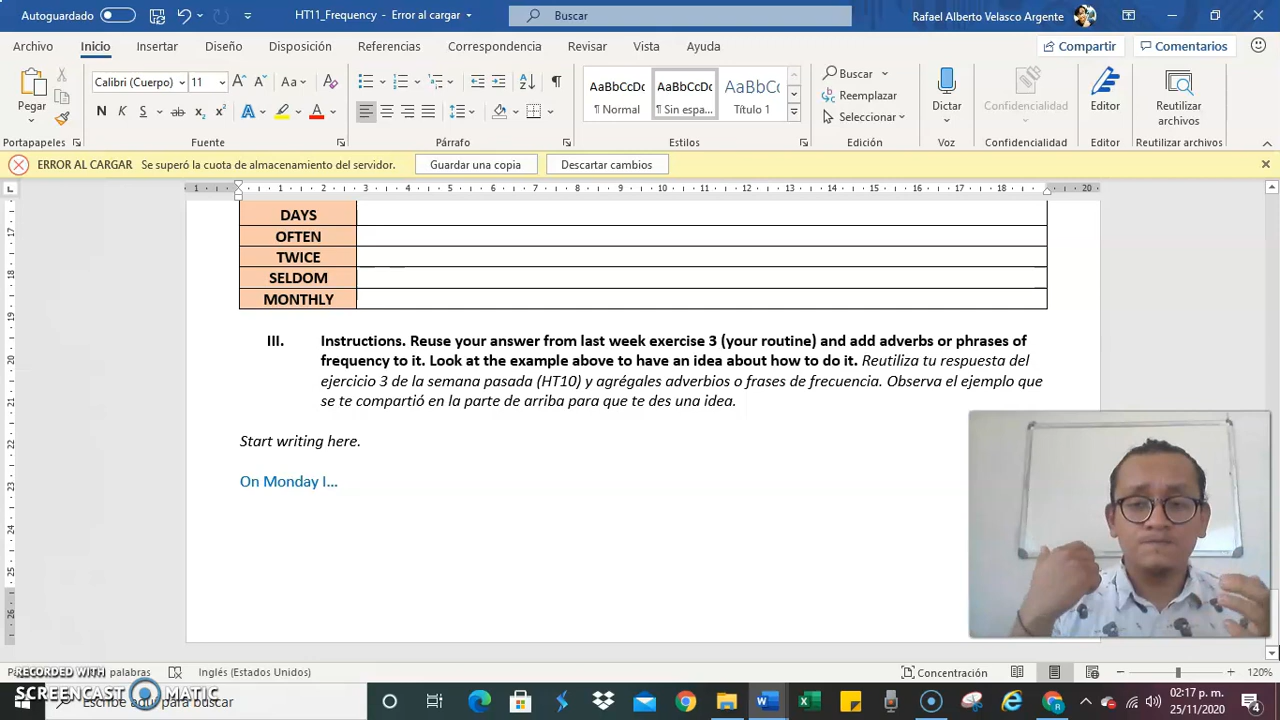 Autoguardado
HT11_Frequency - Error al cargar
Buscar
Rafael Alberto Velasco Argente
Archivo Inicio Insertar Diseño Disposición Referencias Correspondencia Revisar Vista Ayuda
Compartir Comentarios
Calibri (Cuerpo) 11
Pegar
N K S ab x₂ x²
AaBbCcDc AaBbCcDc AaBbCc
¶ Normal ¶ Sin espa... Título 1
Buscar
Reemplazar
Seleccionar
Dictar
Confidencialidad
Editor
Reutilizar archivos
Portapapeles Fuente Párrafo Estilos Edición Voz Confidencialidad Editor Reutilizar archivos
ERROR AL CARGAR Se superó la cuota de almacenamiento del servidor. Guardar una copia Descartar cambios
DAYS
OFTEN
TWICE
SELDOM
MONTHLY
III. Instructions. Reuse your answer from last week exercise 3 (your routine) and add adverbs or phrases of
frequency to it. Look at the example above to have an idea about how to do it. Reutiliza tu respuesta del
ejercicio 3 de la semana pasada (HT10) y agrégales adverbios o frases de frecuencia. Observa el ejemplo que
se te compartió en la parte de arriba para que te des una idea.
Start writing here.
On Monday I...
palabras Inglés (Estados Unidos) Concentración 120%
RECORDED WITH
SCREENCAST MATIC
Escribe aquí para buscar
02:17 p. m.
25/11/2020
4